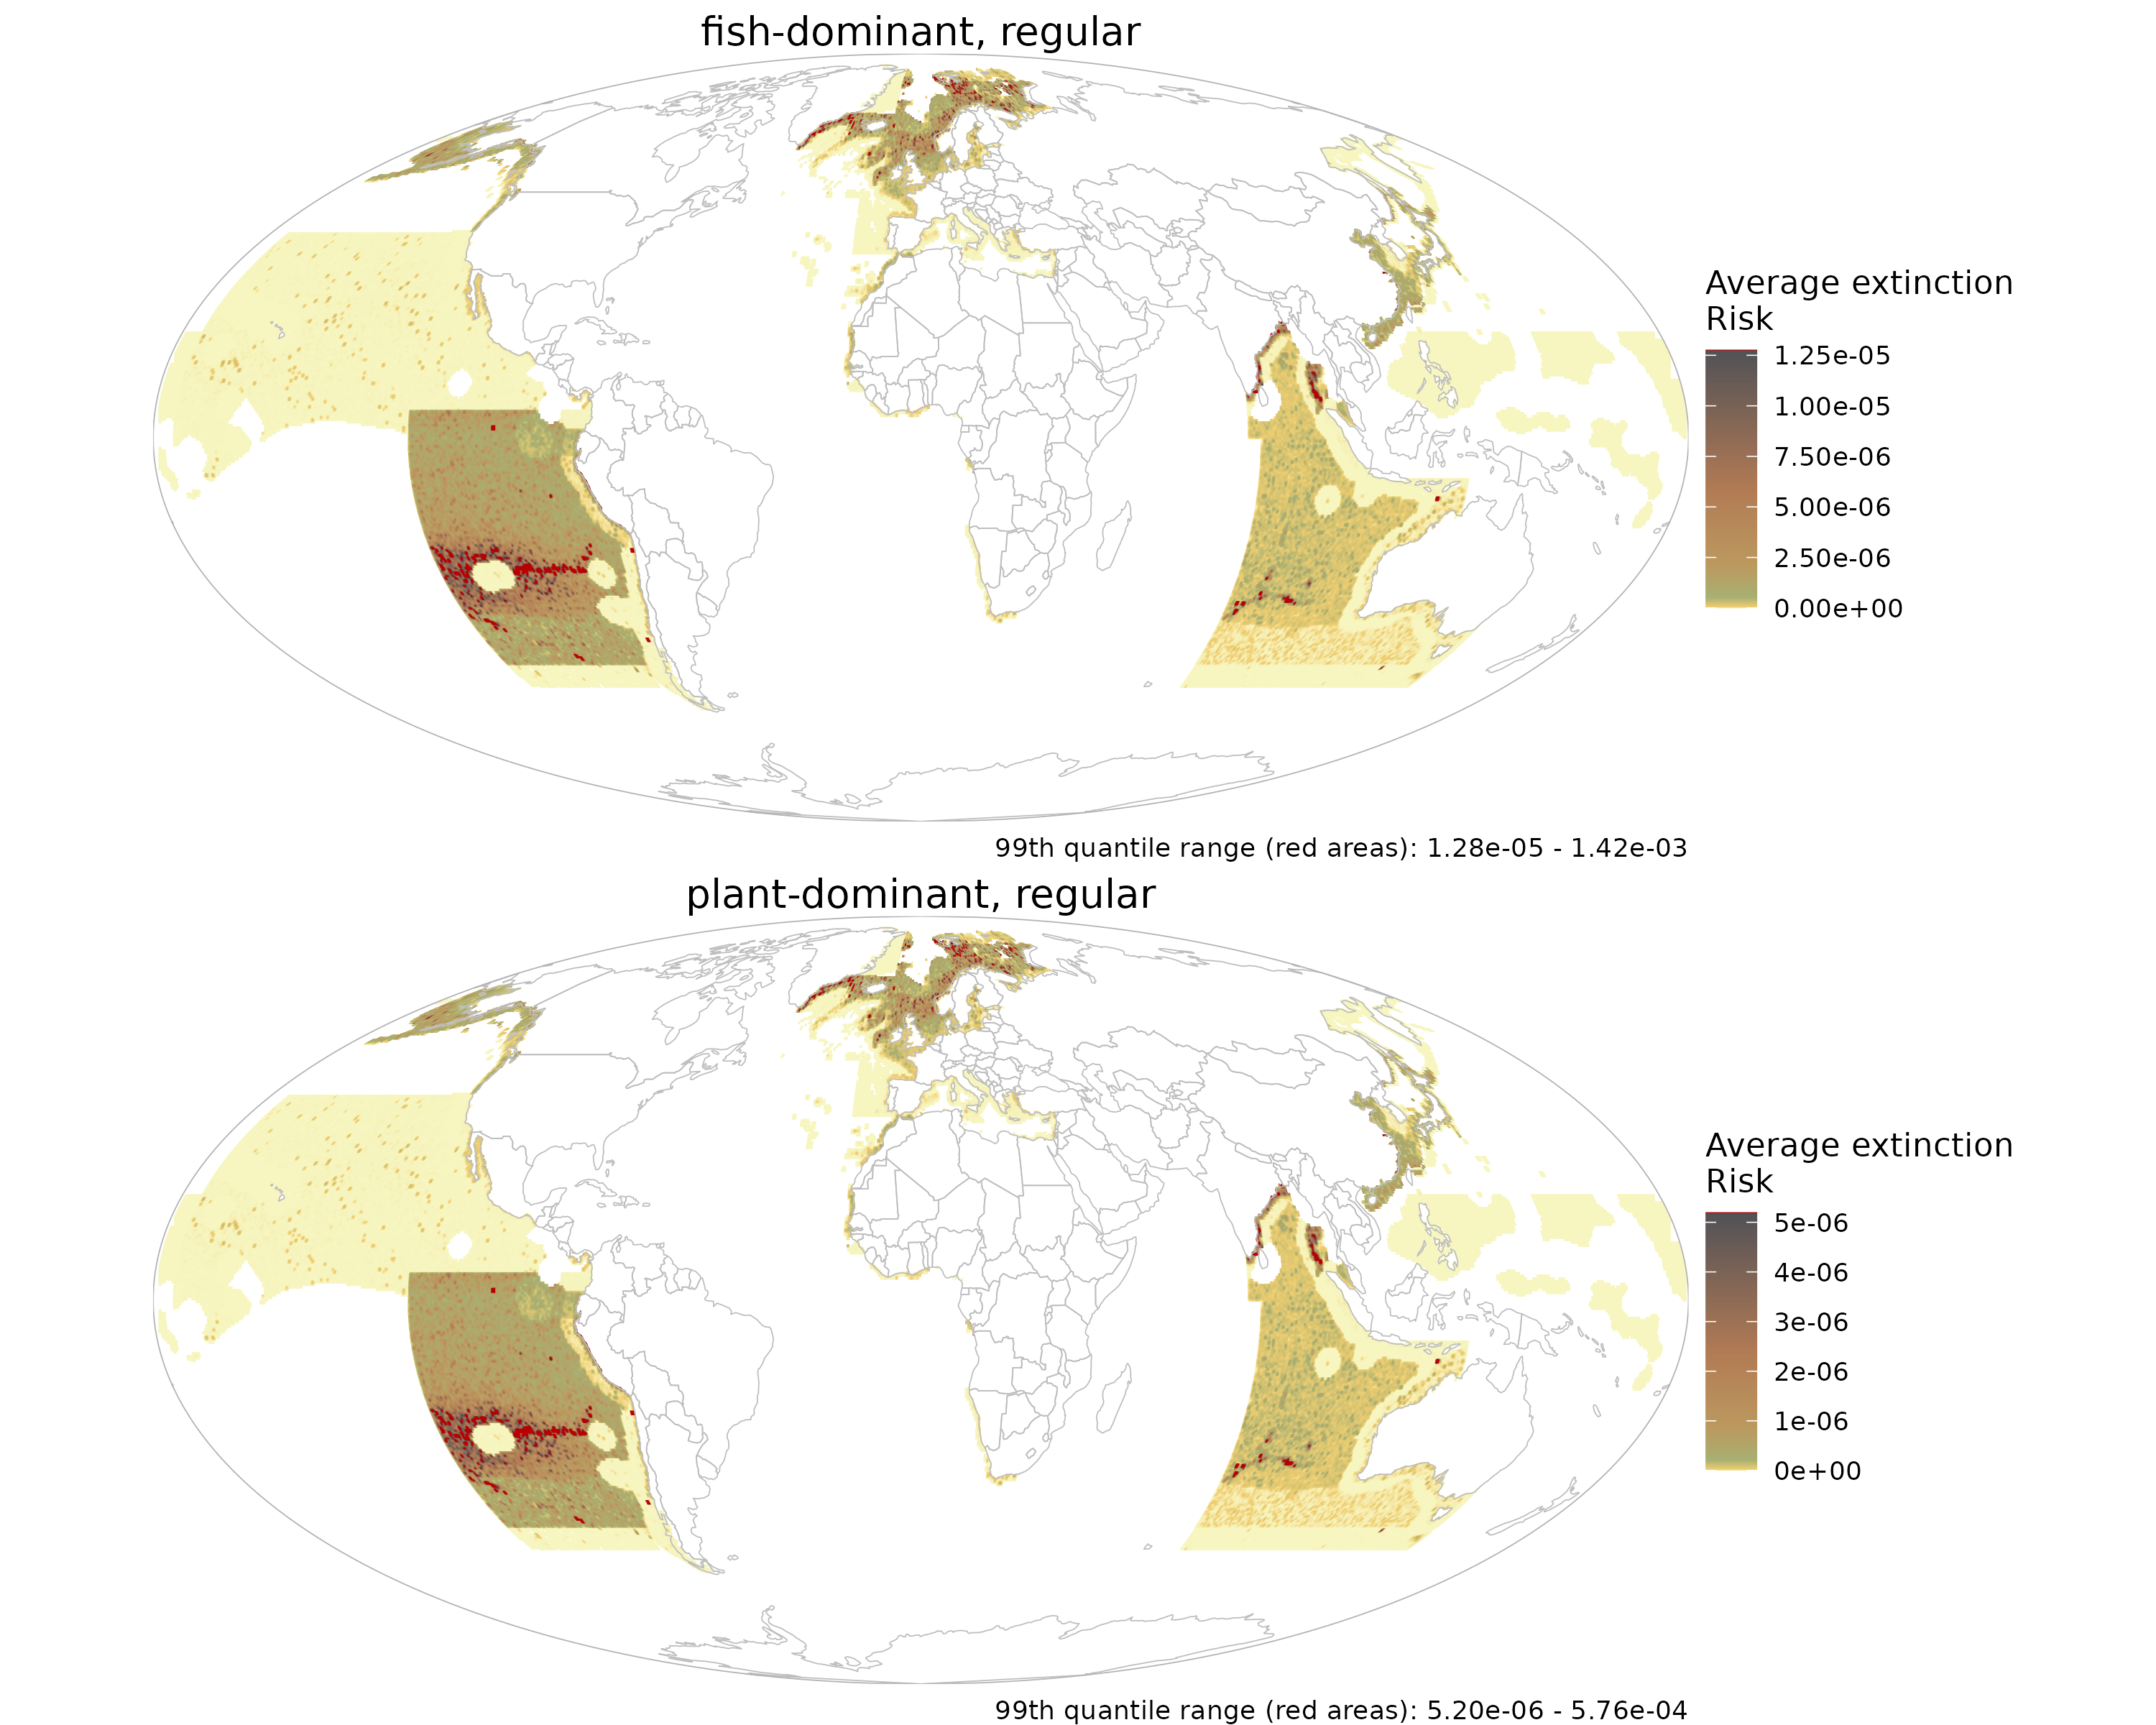 fish-dominant, regular
Average extinction
Risk
1.25e-05
1.00e-05
7.50e-06
5.00e-06
2.50e-06
0.00e+00
99th quantile range (red areas): 1.28e-05 - 1.42e-03
plant-dominant, regular
Average extinction
Risk
5e-06
4e-06
3e-06
2e-06
1e-06
0e+00
99th quantile range (red areas): 5.20e-06 - 5.76e-04